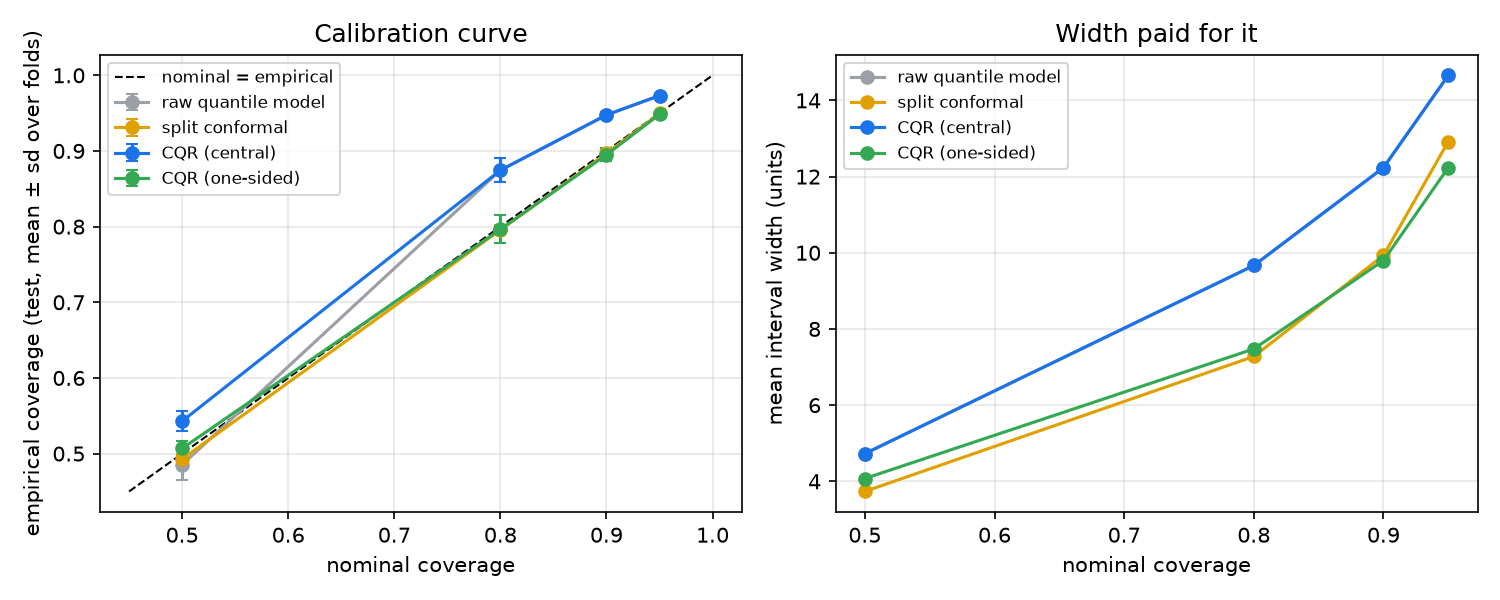 Calibration curve
empirical coverage (test, mean ± sd over folds)
1.0
0.9
0.8
0.7
0.6
0.5
nominal = empirical
raw quantile model
split conformal
CQR (central)
CQR (one-sided)
0.5 0.6 0.7 0.8 0.9 1.0
nominal coverage
Width paid for it
mean interval width (units)
14
12
10
8
6
4
raw quantile model
split conformal
CQR (central)
CQR (one-sided)
0.5 0.6 0.7 0.8 0.9
nominal coverage